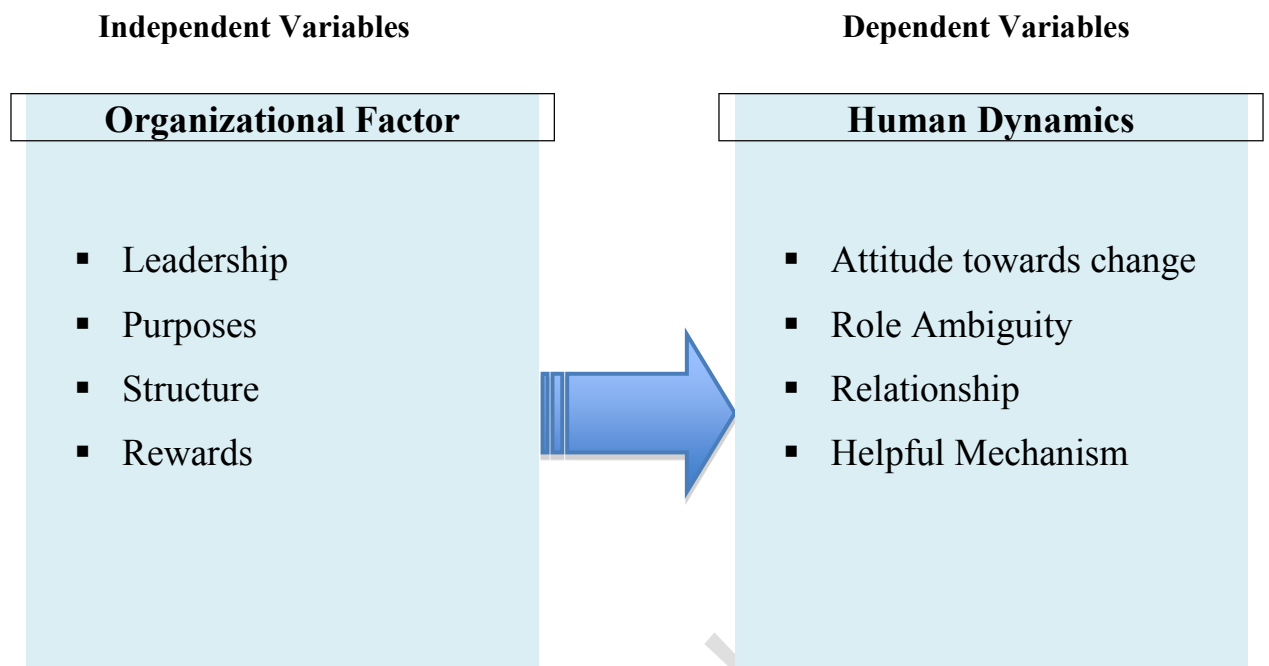 Independent Variables
Dependent Variables
Organizational Factor
▪ Leadership
▪ Purposes
▪ Structure
▪ Rewards
Human Dynamics
▪ Attitude towards change
▪ Role Ambiguity
▪ Relationship
▪ Helpful Mechanism